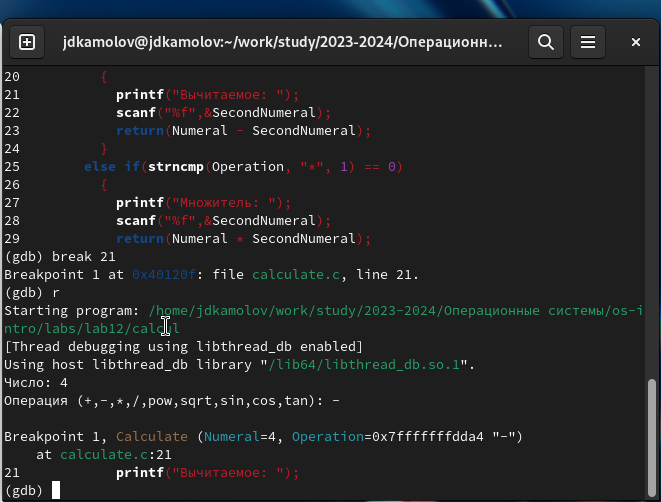 jdkamolov@jdkamolov:~/work/study/2023-2024/Операционн...
20          {
21            printf("Вычитаемое: ");
22            scanf("%f",&SecondNumeral);
23            return(Numeral - SecondNumeral);
24          }
25        else if(strncmp(Operation, "*", 1) == 0)
26          {
27            printf("Множитель: ");
28            scanf("%f",&SecondNumeral);
29            return(Numeral * SecondNumeral);
(gdb) break 21
Breakpoint 1 at 0x40120f: file calculate.c, line 21.
(gdb) r
Starting program: /home/jdkamolov/work/study/2023-2024/Операционные системы/os-i
ntro/labs/lab12/calcul
[Thread debugging using libthread_db enabled]
Using host libthread_db library "/lib64/libthread_db.so.1".
Число: 4
Операция (+,-,*,/,pow,sqrt,sin,cos,tan): -
Breakpoint 1, Calculate (Numeral=4, Operation=0x7fffffffdda4 "-")
    at calculate.c:21
21            printf("Вычитаемое: ");
(gdb)